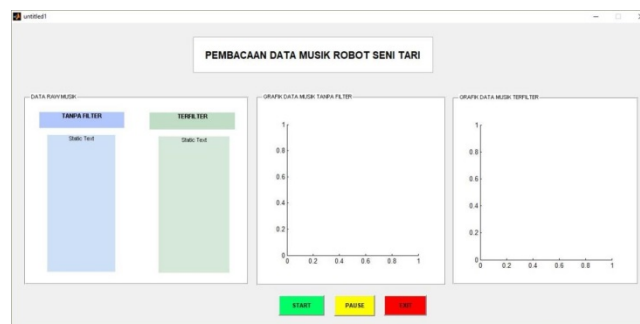 untitled1
PEMBACAAN DATA MUSIK ROBOT SENI TARI
DATA RAW MUSIK
TANPA FILTER
TERFILTER
Static Text
Static Text
GRAFIK DATA MUSIK TANPA FILTER
1
0.8
0.6
0.4
0.2
0
0 0.2 0.4 0.6 0.8 1
GRAFIK DATA MUSIK TERFILTER
1
0.8
0.6
0.4
0.2
0
0 0.2 0.4 0.6 0.8 1
START
PAUSE
EXIT